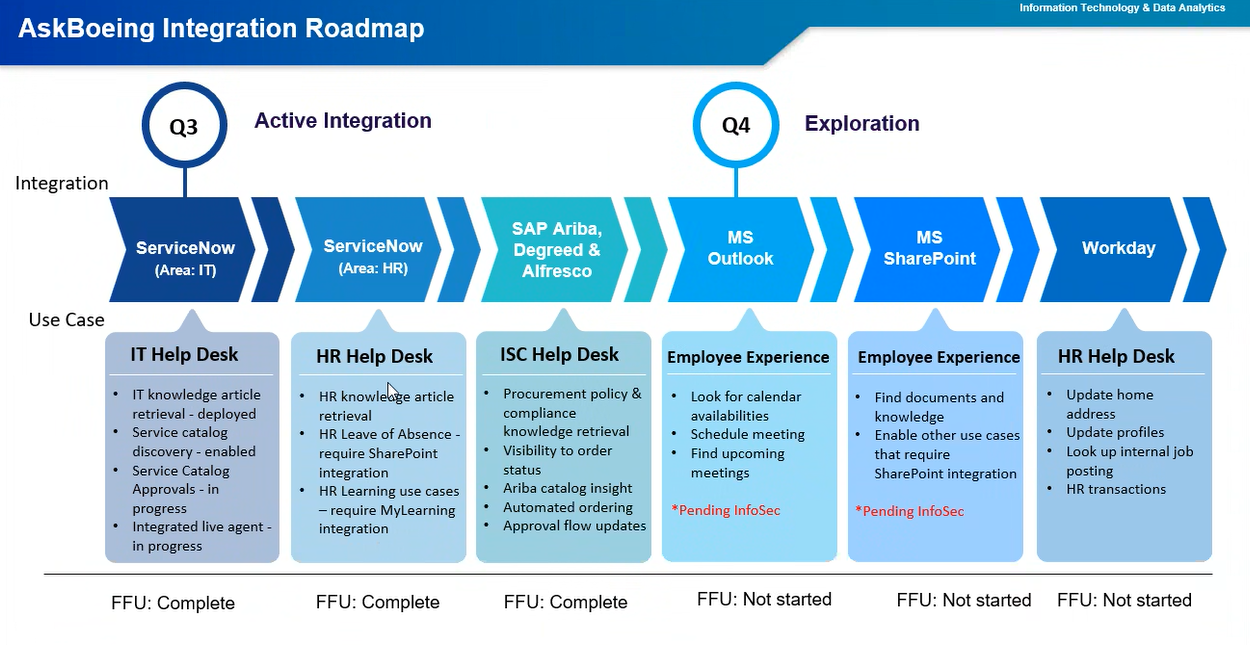 Information Technology & Data Analytics
AskBoeing Integration Roadmap
Q3
Active Integration
Q4
Exploration
Integration
ServiceNow
(Area: IT)
ServiceNow
(Area: HR)
SAP Ariba,
Degreed &
Alfresco
MS
Outlook
MS
SharePoint
Workday
Use Case
IT Help Desk
• IT knowledge article
retrieval - deployed
• Service catalog
discovery - enabled
• Service Catalog
Approvals - in
progress
• Integrated live agent -
in progress
HR Help Desk
• HR knowledge article
retrieval
• HR Leave of Absence -
require SharePoint
integration
• HR Learning use cases
– require MyLearning
integration
ISC Help Desk
• Procurement policy &
compliance
knowledge retrieval
• Visibility to order
status
• Ariba catalog insight
• Automated ordering
• Approval flow updates
Employee Experience
• Look for calendar
availabilities
• Schedule meeting
• Find upcoming
meetings
*Pending InfoSec
Employee Experience
• Find documents and
knowledge
• Enable other use cases
that require
SharePoint integration
*Pending InfoSec
HR Help Desk
• Update home
address
• Update profiles
• Look up internal job
posting
• HR transactions
FFU: Complete
FFU: Complete
FFU: Complete
FFU: Not started
FFU: Not started
FFU: Not started